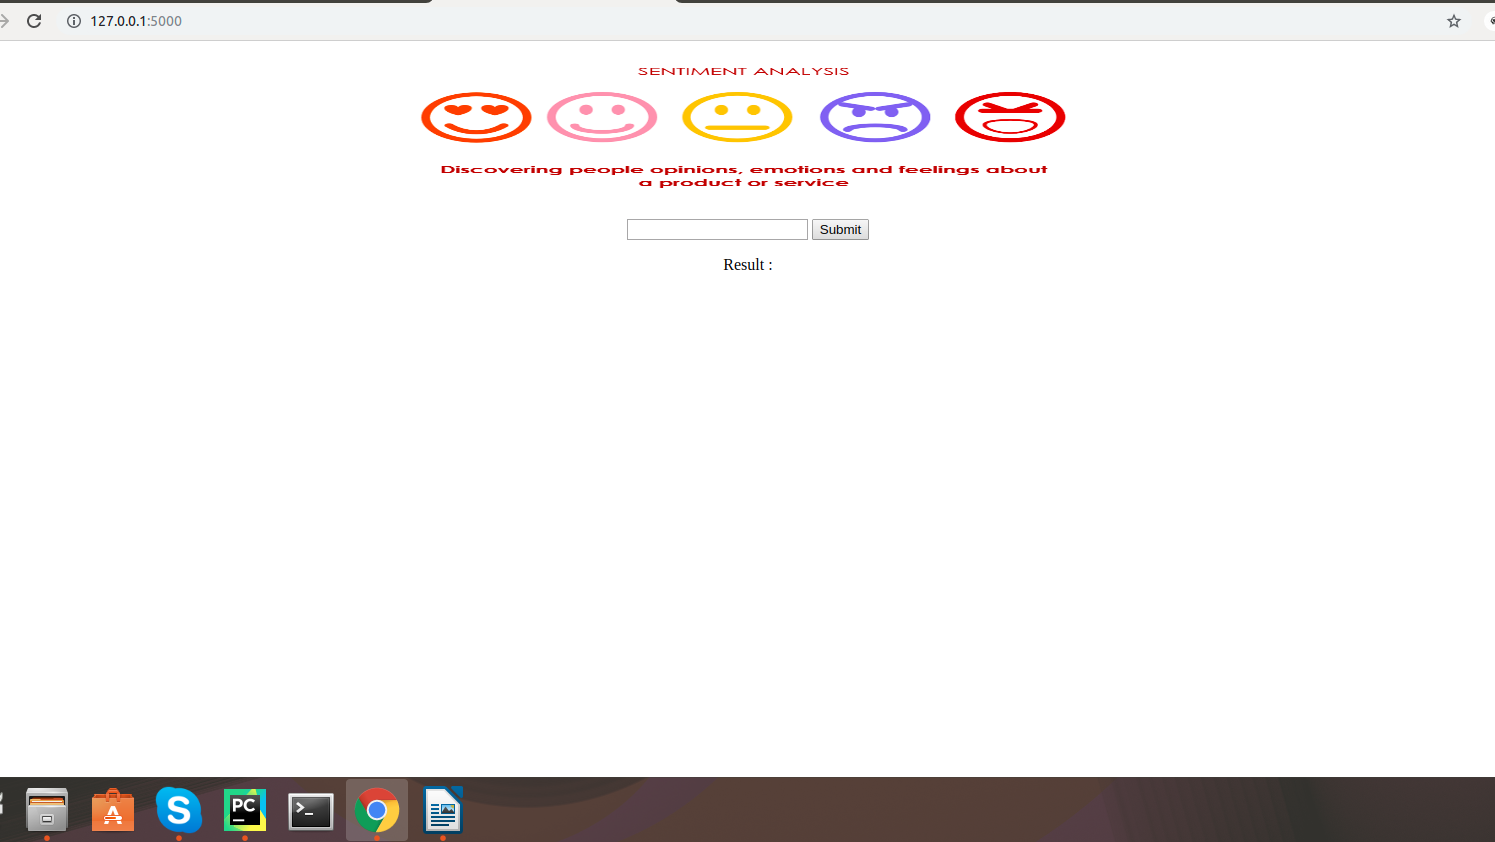 127.0.0.1:5000
SENTIMENT ANALYSIS
Discovering people opinions, emotions and feelings about
a product or service
Submit
Result :
S
PC
>_
A